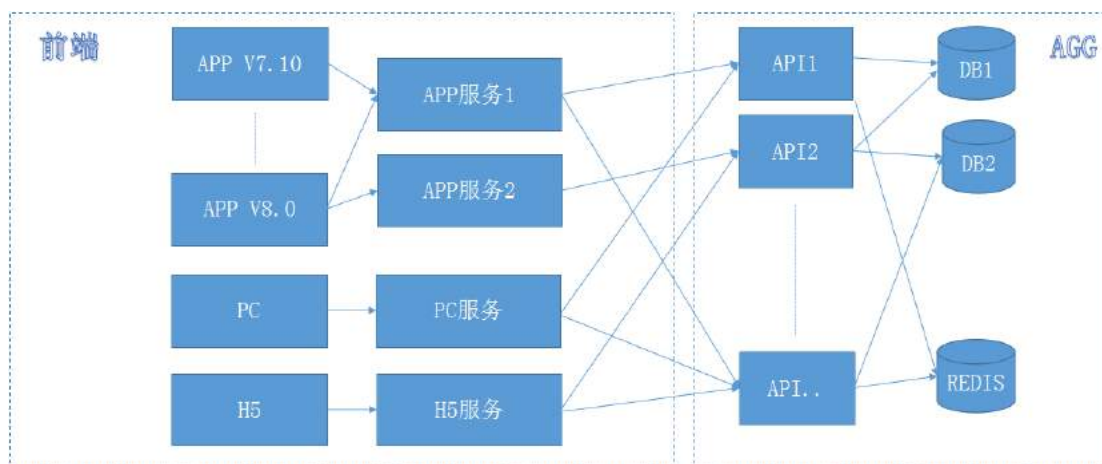 前端
APP V7.10
APP服务1
APP服务2
APP V8.0
PC
PC服务
H5
H5服务
AGG
API1
DB1
API2
DB2
API..
REDIS